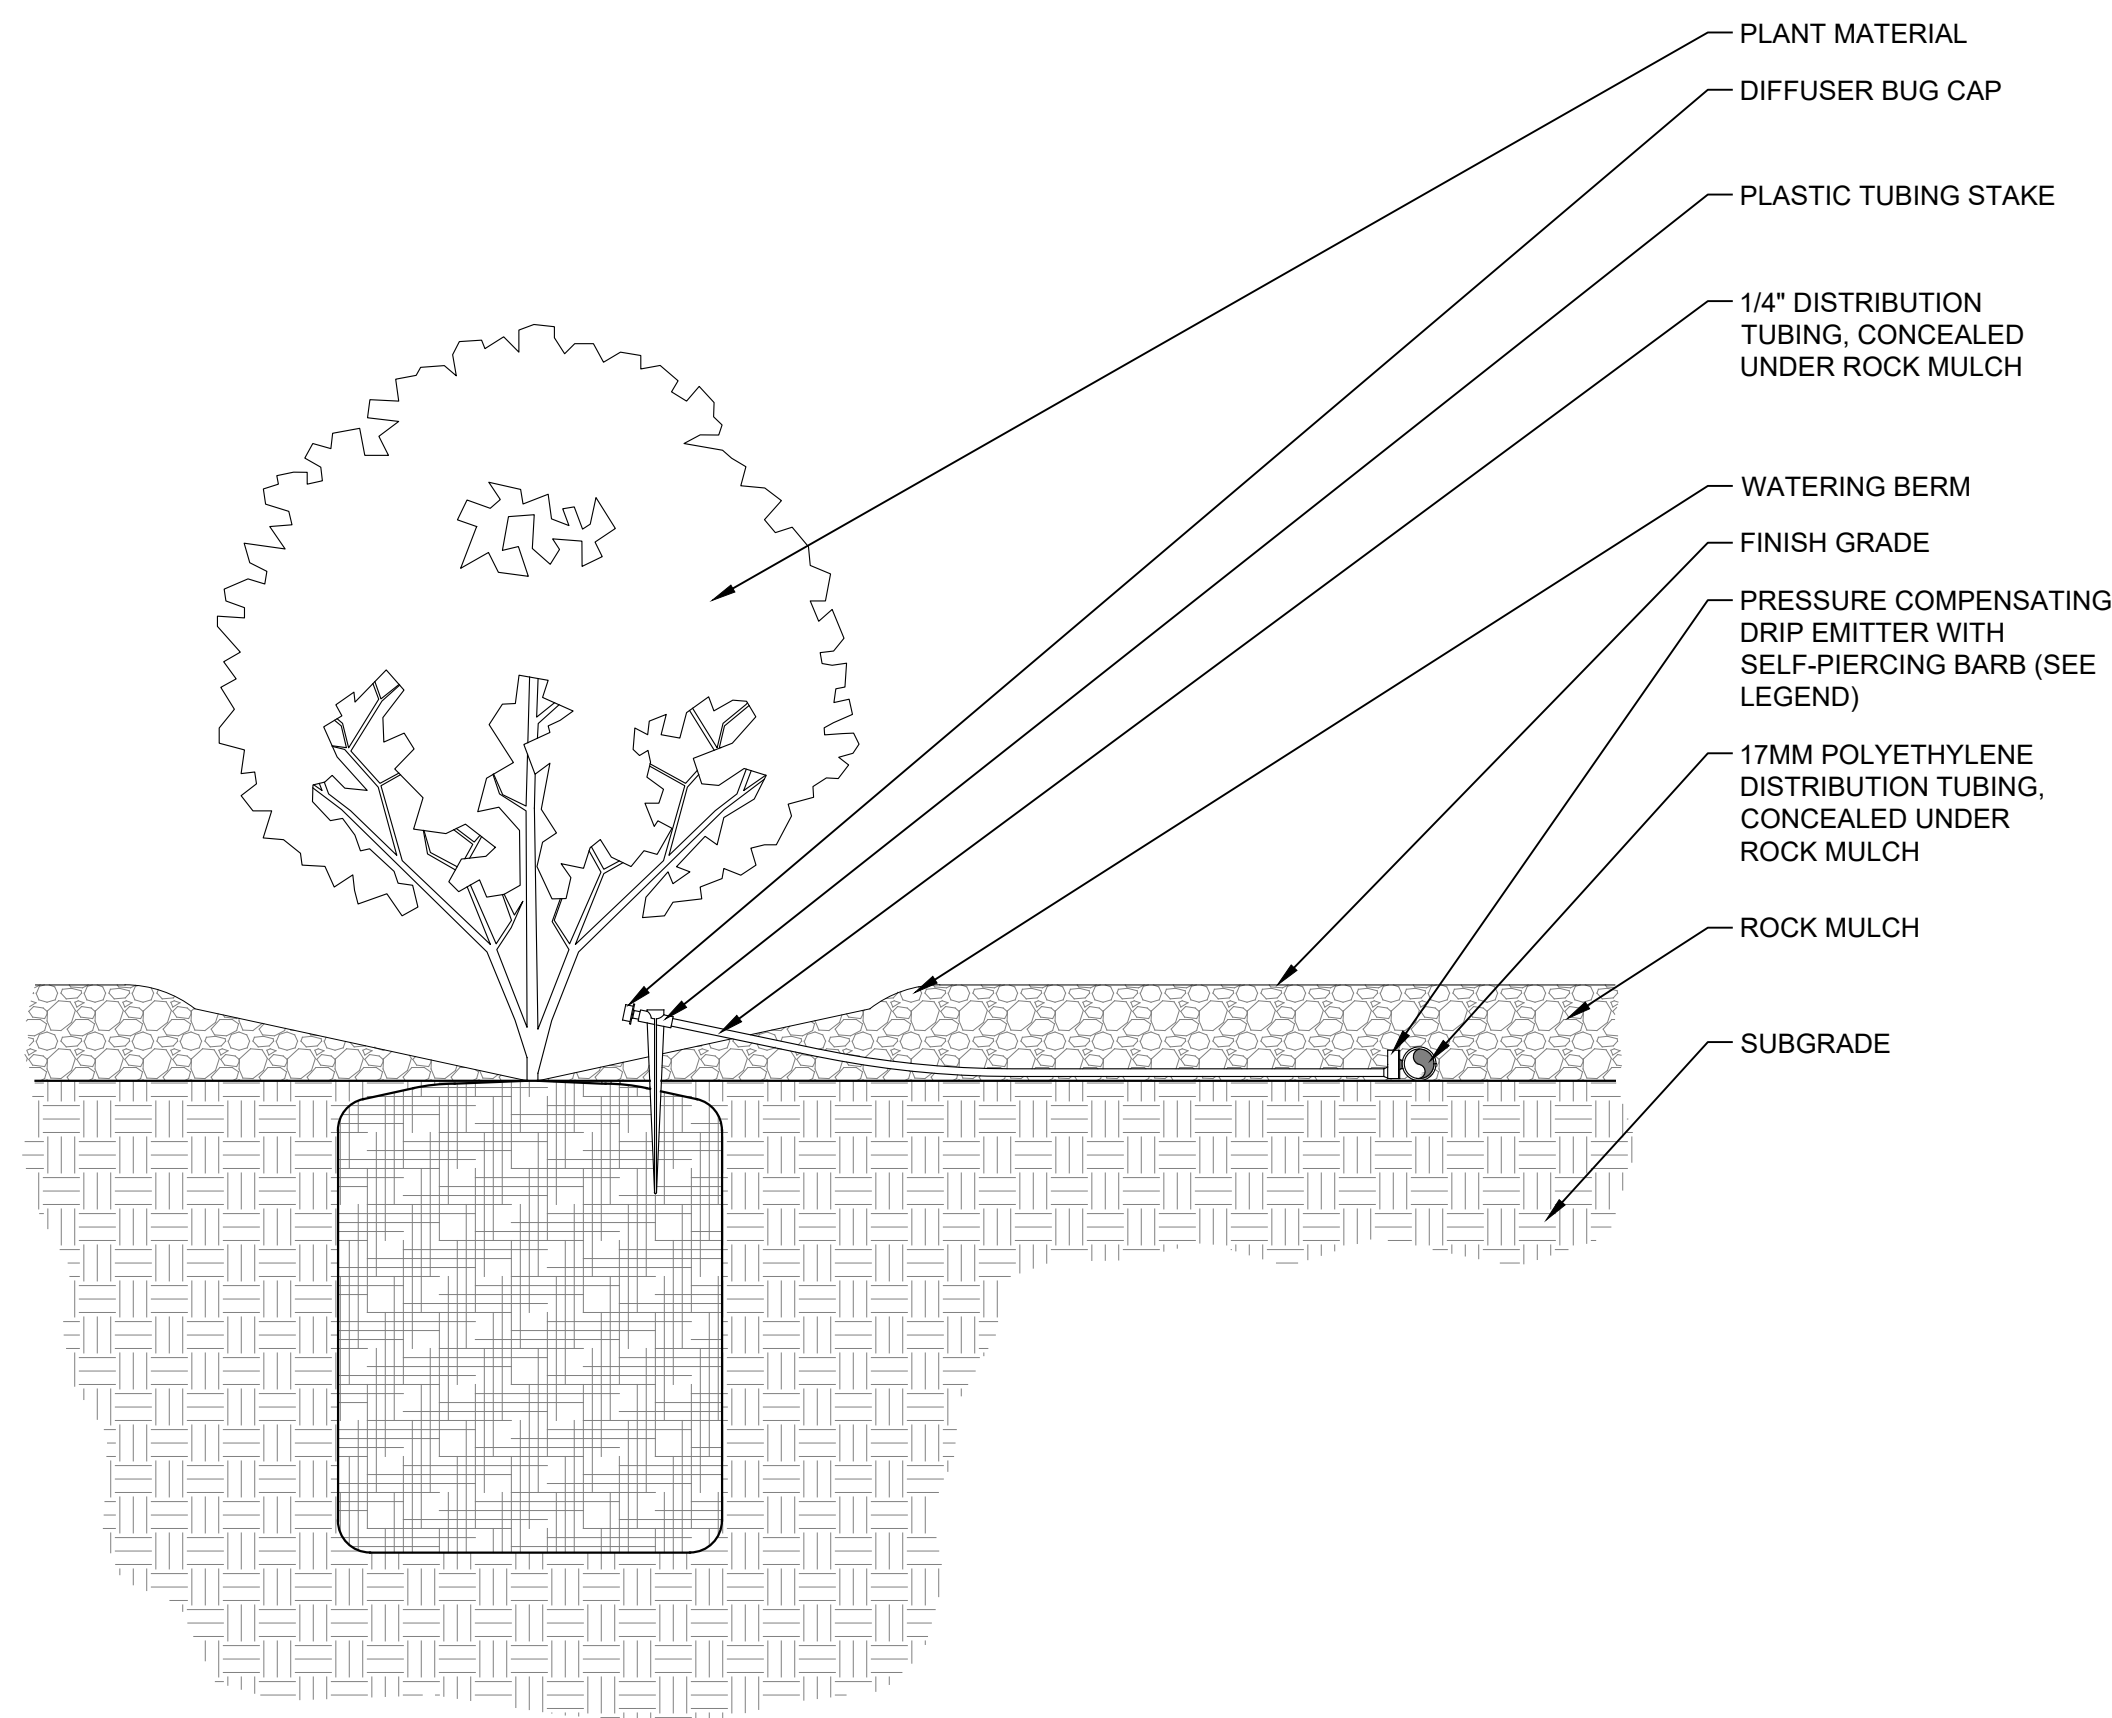 PLANT MATERIAL
DIFFUSER BUG CAP
PLASTIC TUBING STAKE
1/4" DISTRIBUTION
TUBING, CONCEALED
UNDER ROCK MULCH
WATERING BERM
FINISH GRADE
PRESSURE COMPENSATING
DRIP EMITTER WITH
SELF-PIERCING BARB (SEE
LEGEND)
17MM POLYETHYLENE
DISTRIBUTION TUBING,
CONCEALED UNDER
ROCK MULCH
ROCK MULCH
SUBGRADE